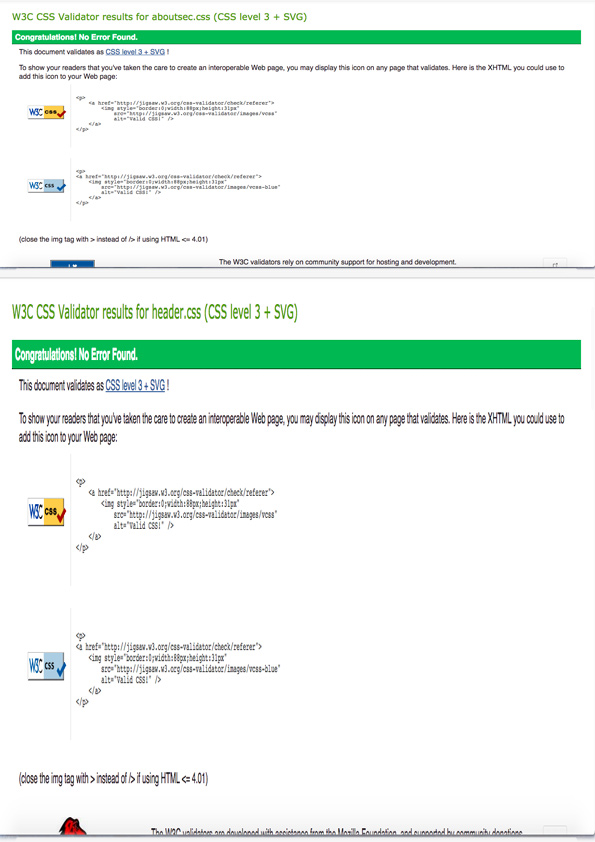 W3C CSS Validator results for aboutsec.css (CSS level 3 + SVG)
Congratulations! No Error Found.
This document validates as CSS level 3 + SVG !
To show your readers that you've taken the care to create an interoperable Web page, you may display this icon on any page that validates. Here is the XHTML you could use to
add this icon to your Web page:
<p>
<a href="http://jigsaw.w3.org/css-validator/check/referer">
<img style="border:0;width:88px;height:31px"
src="http://jigsaw.w3.org/css-validator/images/vcss"
alt="Valid CSS!" />
</a>
</p>
W3C css
<p>
<a href="http://jigsaw.w3.org/css-validator/check/referer">
<img style="border:0;width:88px;height:31px"
src="http://jigsaw.w3.org/css-validator/images/vcss-blue"
alt="Valid CSS!" />
</a>
</p>
W3C css
(close the img tag with > instead of /> if using HTML <= 4.01)
The W3C validators rely on community support for hosting and development.
W3C CSS Validator results for header.css (CSS level 3 + SVG)
Congratulations! No Error Found.
This document validates as CSS level 3 + SVG !
To show your readers that you've taken the care to create an interoperable Web page, you may display this icon on any page that validates. Here is the XHTML you could use to
add this icon to your Web page:
<p>
<a href="http://jigsaw.w3.org/css-validator/check/referer">
<img style="border:0;width:88px;height:31px"
src="http://jigsaw.w3.org/css-validator/images/vcss"
alt="Valid CSS!" />
</a>
</p>
W3C css
<p>
<a href="http://jigsaw.w3.org/css-validator/check/referer">
<img style="border:0;width:88px;height:31px"
src="http://jigsaw.w3.org/css-validator/images/vcss-blue"
alt="Valid CSS!" />
</a>
</p>
W3C css
(close the img tag with > instead of /> if using HTML <= 4.01)
The W3C validators are developed with assistance from the Mozilla Foundation, and supported by community donations.